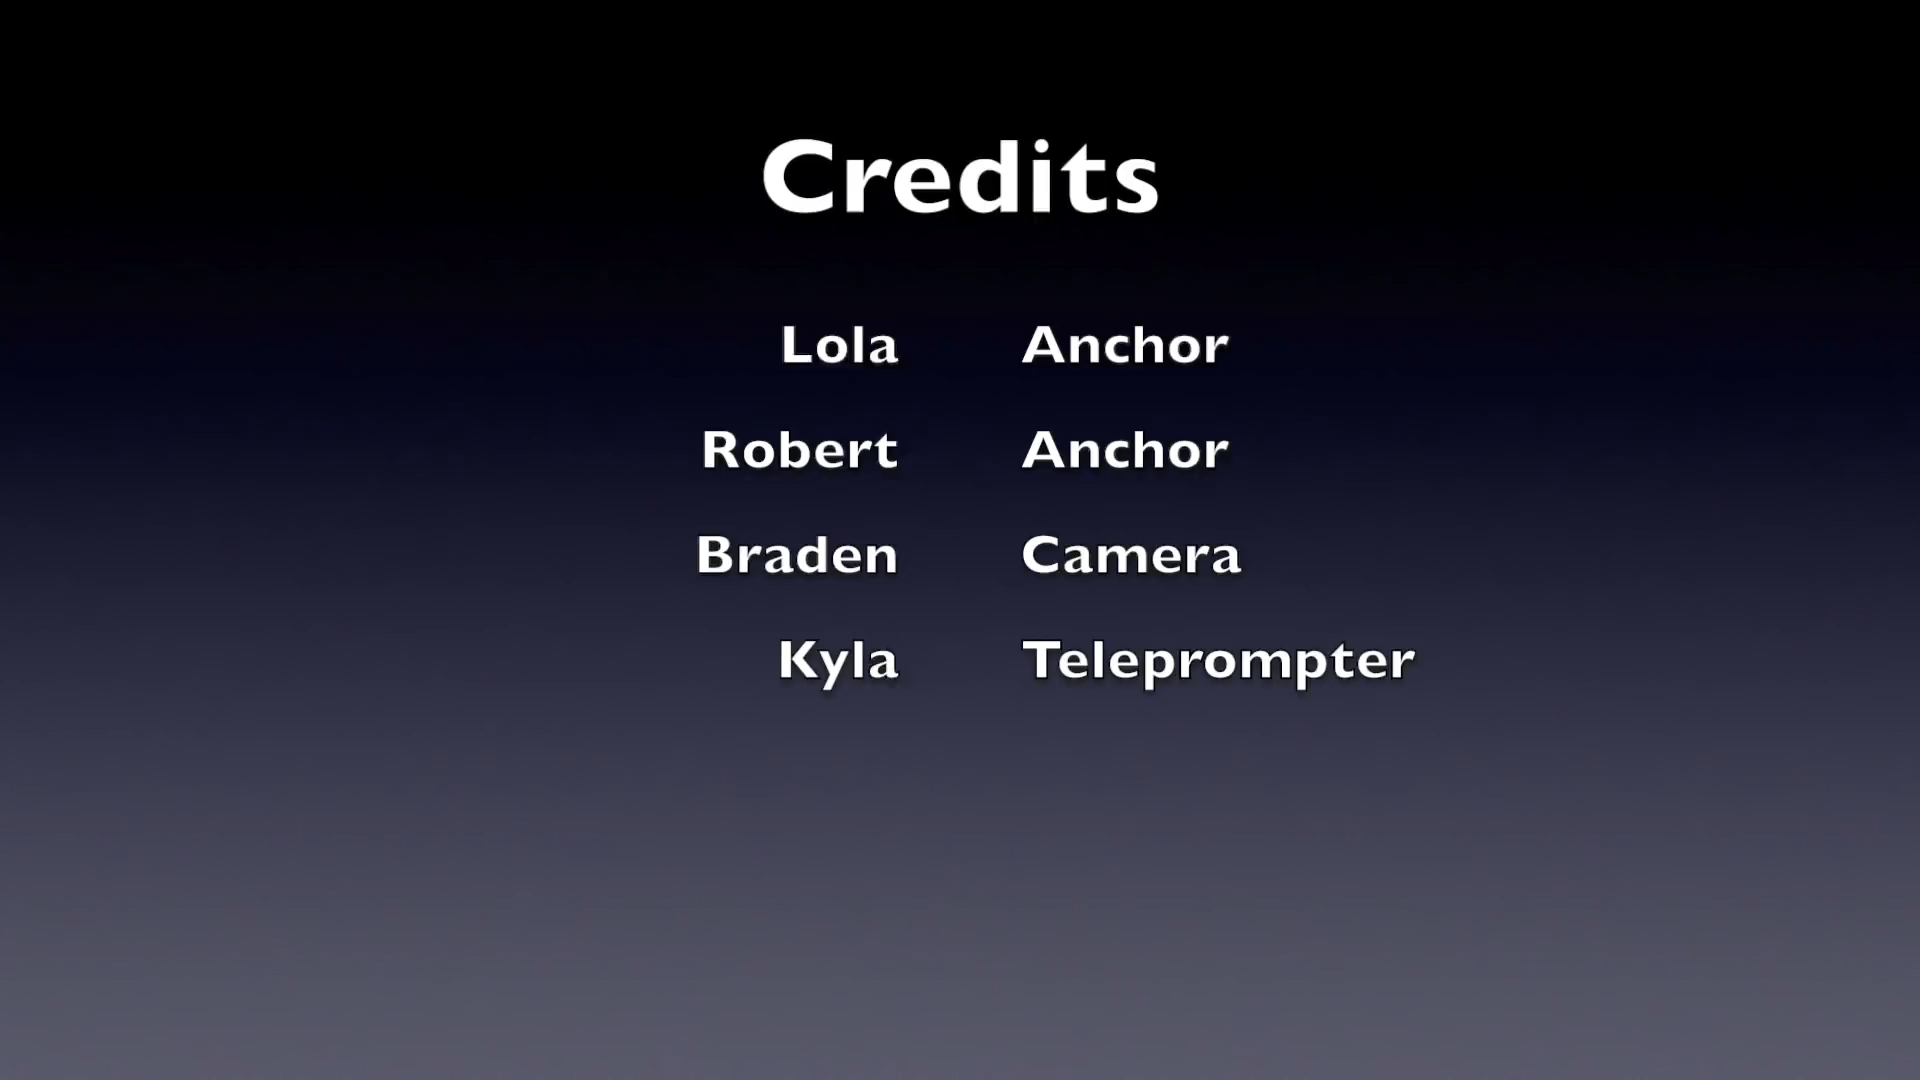 Credits
Lola Anchor
Robert Anchor
Braden Camera
Kyla Teleprompter